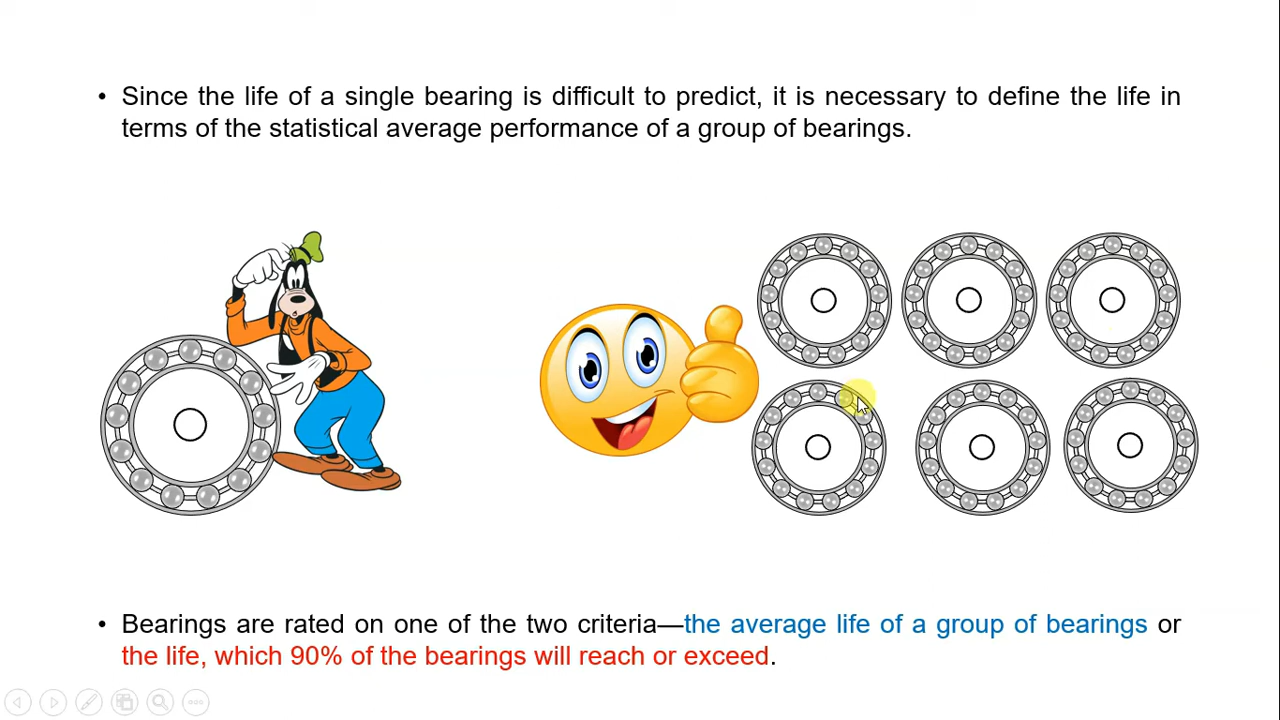 • Since the life of a single bearing is difficult to predict, it is necessary to define the life in
terms of the statistical average performance of a group of bearings.
• Bearings are rated on one of the two criteria—the average life of a group of bearings or
the life, which 90% of the bearings will reach or exceed.